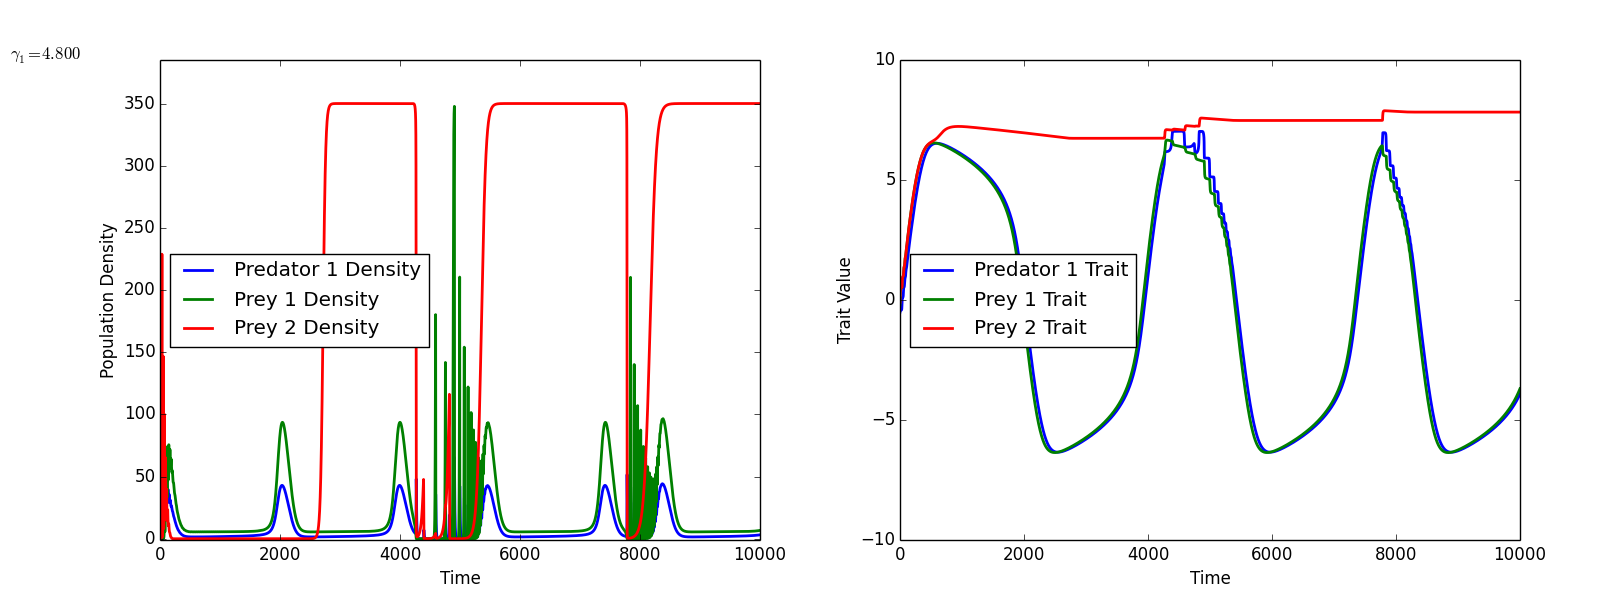 γ₁=4.800
350
300
250
200
150
100
50
0
Population Density
Predator 1 Density
Prey 1 Density
Prey 2 Density
0 2000 4000 6000 8000 10000
Time
10
5
0
−5
−10
Trait Value
Predator 1 Trait
Prey 1 Trait
Prey 2 Trait
0 2000 4000 6000 8000 10000
Time